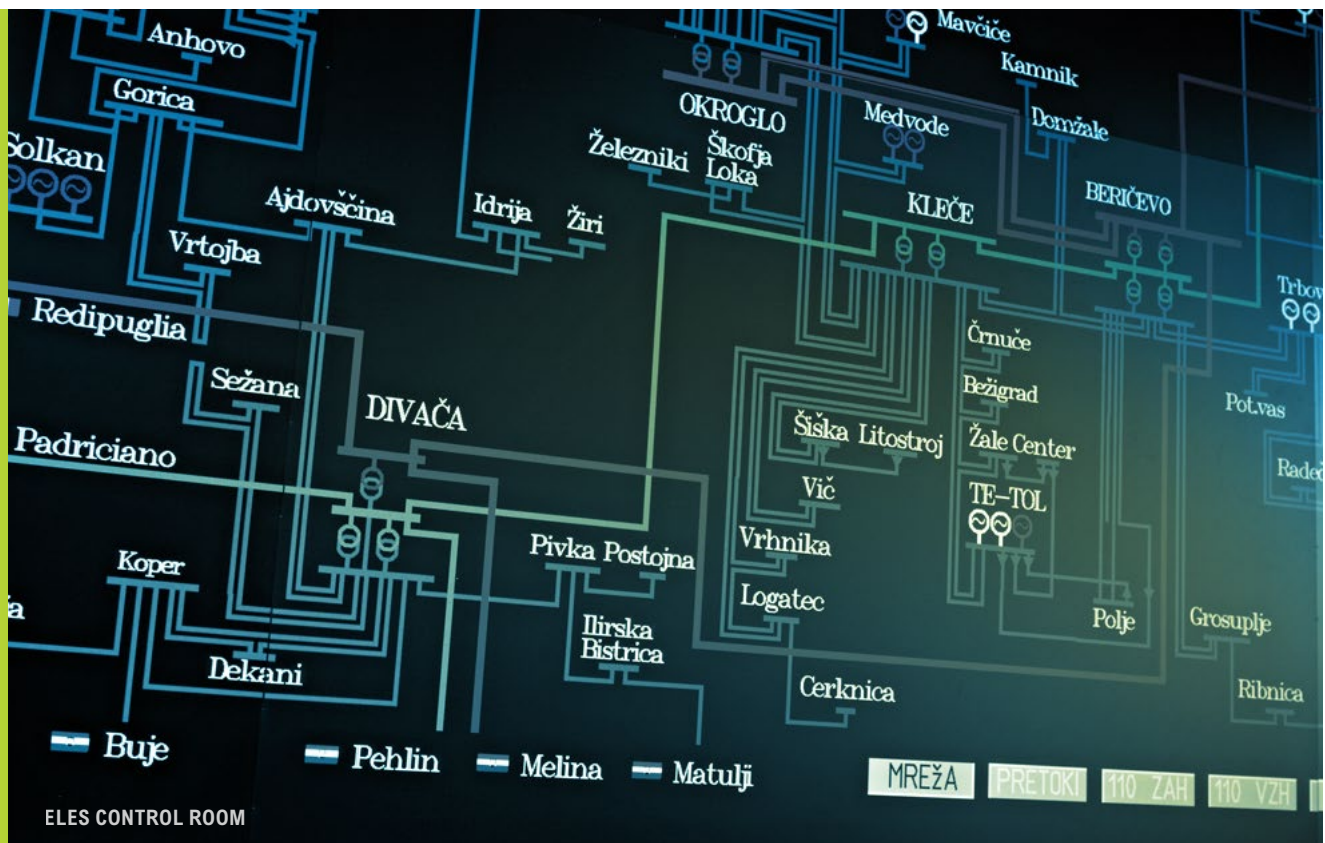 Anhovo
Mavčiče
Kamnik
Gorica
OKROGLO
Medvode
Domžale
Solkan
Železniki
Škofja
Loka
KLEČE
BERIČEVO
Ajdovščina
Idrija
Žiri
Vrtojba
Redipuglia
Črnuče
Sežana
DIVAČA
Bežigrad
Pot.vas
Padriciano
Šiška Litostroj
Žale Center
Vič
TE-TOL
Koper
Pivka Postojna
Vrhnika
Logatec
Polje
Grosuplje
Ilirska
Bistrica
Dekani
Cerknica
Ribnica
Buje
Pehlin
Melina
Matulji
MREŽA
PRETOKI
110 ZAH
110 VZH
ELES CONTROL ROOM